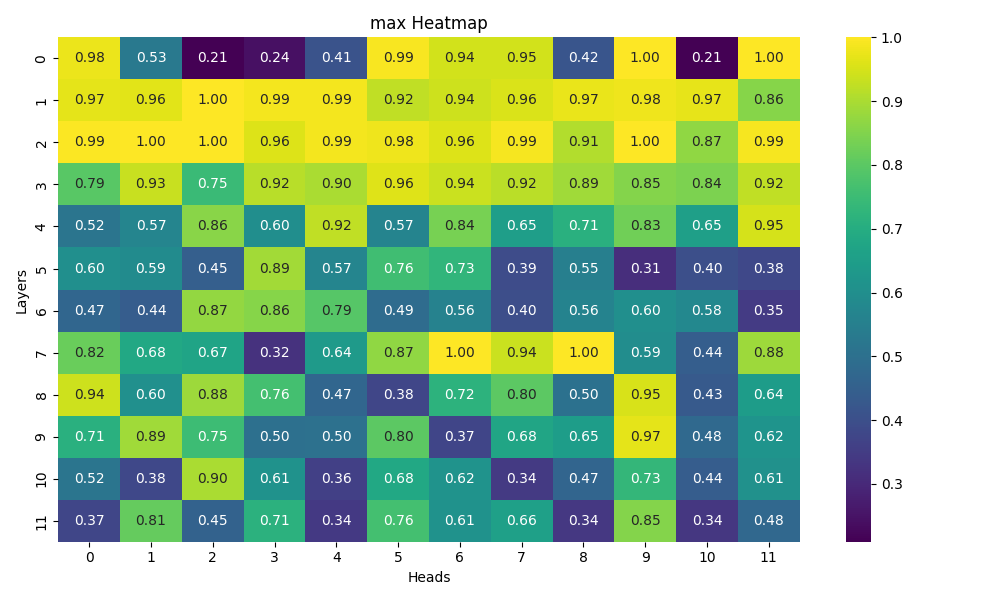 max Heatmap
0 0.98 0.53 0.21 0.24 0.41 0.99 0.94 0.95 0.42 1.00 0.21 1.00
1 0.97 0.96 1.00 0.99 0.99 0.92 0.94 0.96 0.97 0.98 0.97 0.86
2 0.99 1.00 1.00 0.96 0.99 0.98 0.96 0.99 0.91 1.00 0.87 0.99
3 0.79 0.93 0.75 0.92 0.90 0.96 0.94 0.92 0.89 0.85 0.84 0.92
4 0.52 0.57 0.86 0.60 0.92 0.57 0.84 0.65 0.71 0.83 0.65 0.95
5 0.60 0.59 0.45 0.89 0.57 0.76 0.73 0.39 0.55 0.31 0.40 0.38
6 0.47 0.44 0.87 0.86 0.79 0.49 0.56 0.40 0.56 0.60 0.58 0.35
7 0.82 0.68 0.67 0.32 0.64 0.87 1.00 0.94 1.00 0.59 0.44 0.88
8 0.94 0.60 0.88 0.76 0.47 0.38 0.72 0.80 0.50 0.95 0.43 0.64
9 0.71 0.89 0.75 0.50 0.50 0.80 0.37 0.68 0.65 0.97 0.48 0.62
10 0.52 0.38 0.90 0.61 0.36 0.68 0.62 0.34 0.47 0.73 0.44 0.61
11 0.37 0.81 0.45 0.71 0.34 0.76 0.61 0.66 0.34 0.85 0.34 0.48
0 1 2 3 4 5 6 7 8 9 10 11
Heads
Layers
1.0
0.9
0.8
0.7
0.6
0.5
0.4
0.3